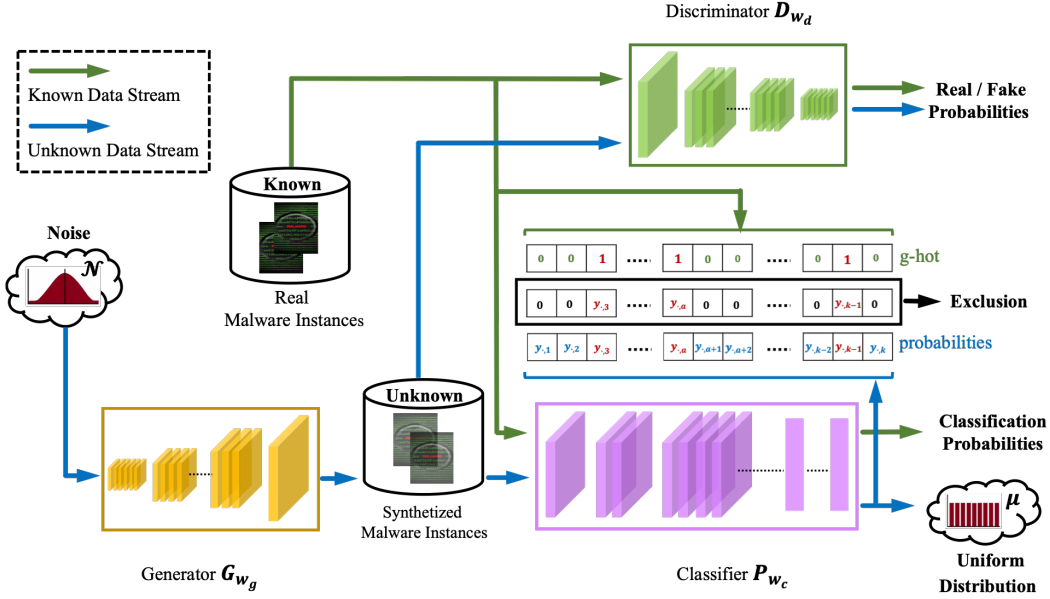 Discriminator D_{w_d}
Known Data Stream
Unknown Data Stream
Real / Fake
Probabilities
Known
Real
Malware Instances
Noise
𝒩
0 0 1 ..... 1 0 0 ..... 0 1 0
g-hot
0 0 y_{·,3} ..... y_{·,a} 0 0 ..... 0 y_{·,k−1} 0
Exclusion
y_{·,1} y_{·,2} y_{·,3} ..... y_{·,a} y_{·,a+1} y_{·,a+2} ..... y_{·,k−2} y_{·,k−1} y_{·,k}
probabilities
Unknown
Synthetized
Malware Instances
Classification
Probabilities
μ
Uniform
Distribution
Generator G_{w_g}
Classifier P_{w_c}